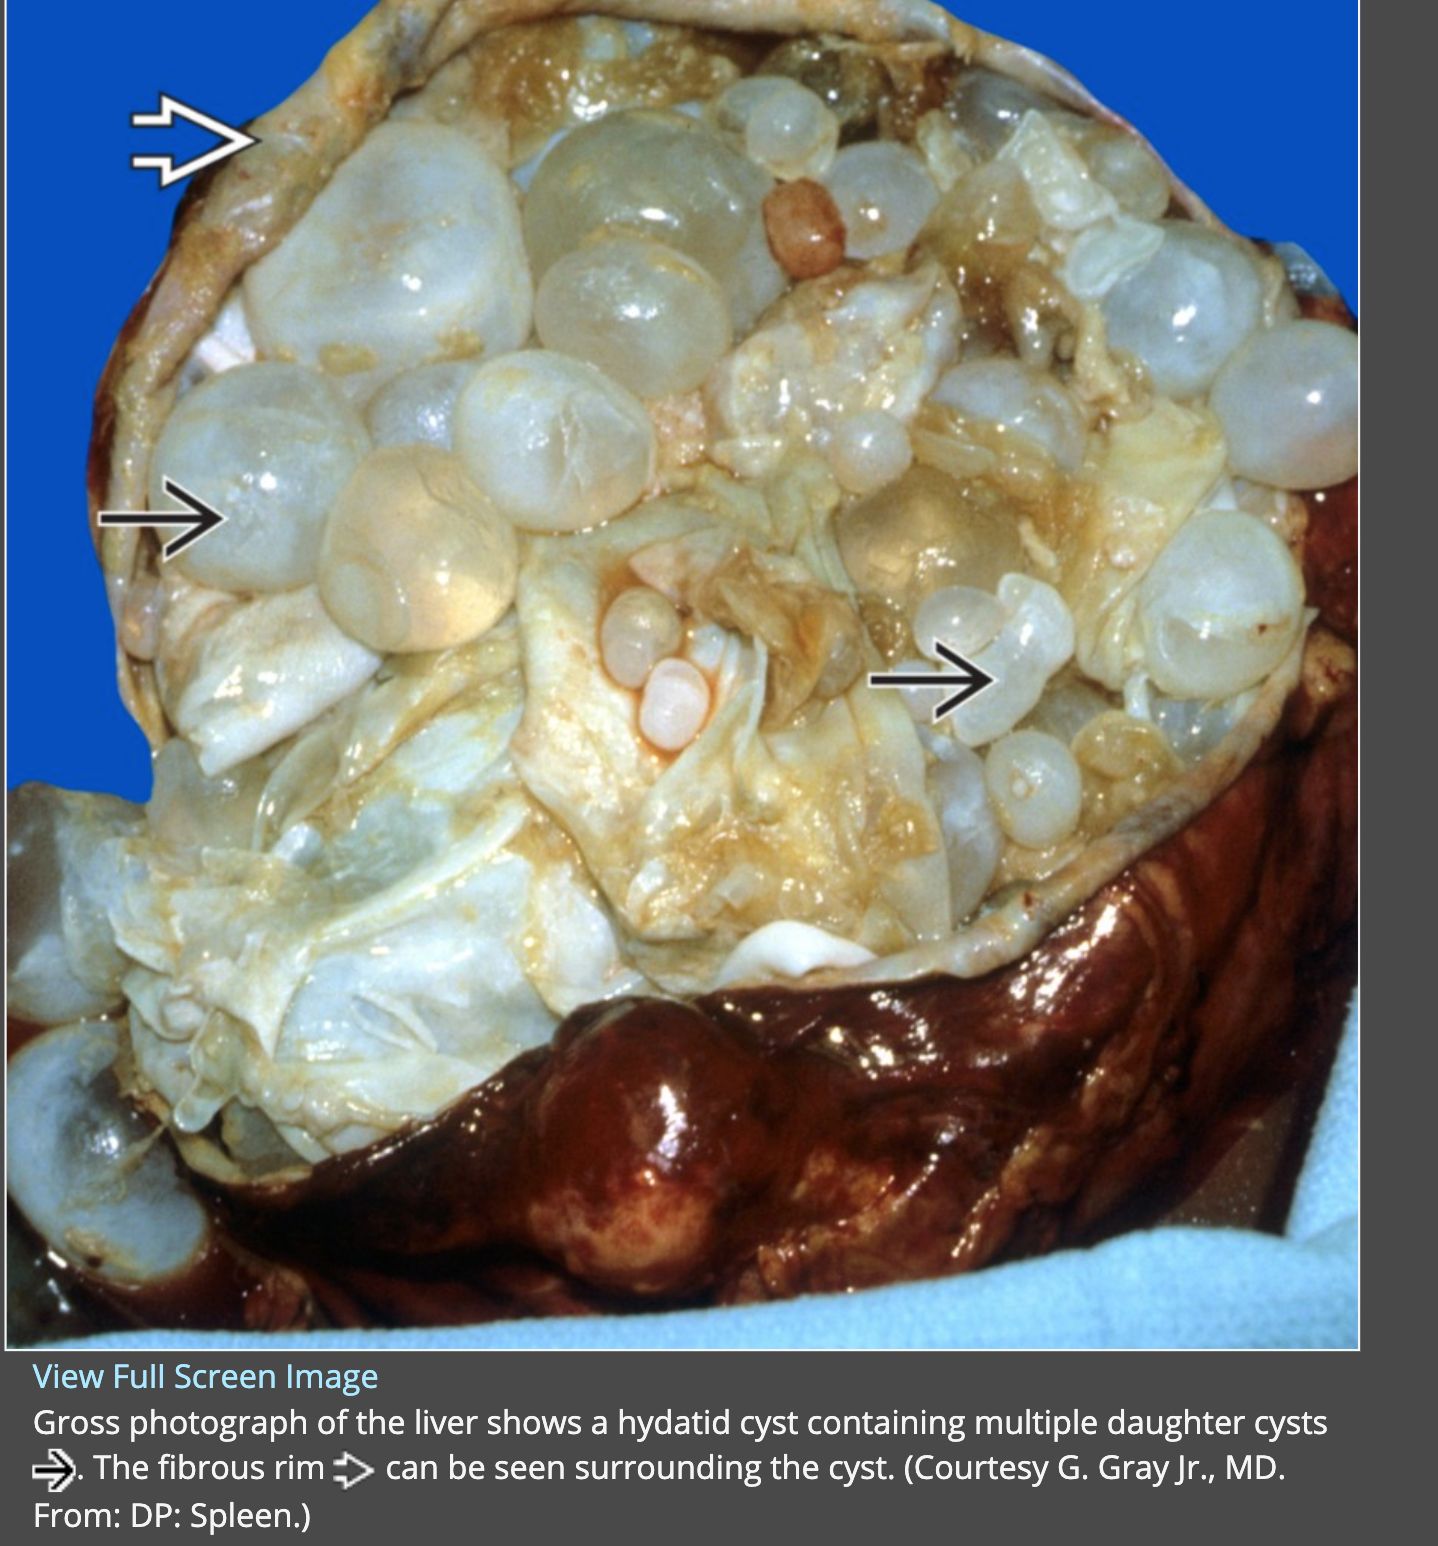 View Full Screen Image
Gross photograph of the liver shows a hydatid cyst containing multiple daughter cysts
. The fibrous rim can be seen surrounding the cyst. (Courtesy G. Gray Jr., MD.
From: DP: Spleen.)